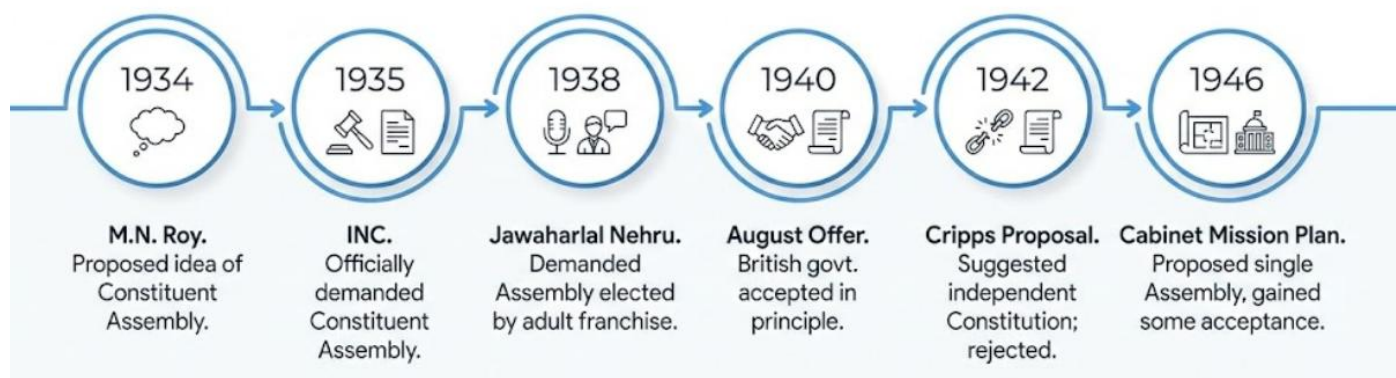 1934
M.N. Roy.
Proposed idea of
Constituent
Assembly.
1935
INC.
Officially
demanded
Constituent
Assembly.
1938
Jawaharlal Nehru.
Demanded
Assembly elected
by adult franchise.
1940
August Offer.
British govt.
accepted in
principle.
1942
Cripps Proposal.
Suggested
independent
Constitution;
rejected.
1946
Cabinet Mission Plan.
Proposed single
Assembly, gained
some acceptance.